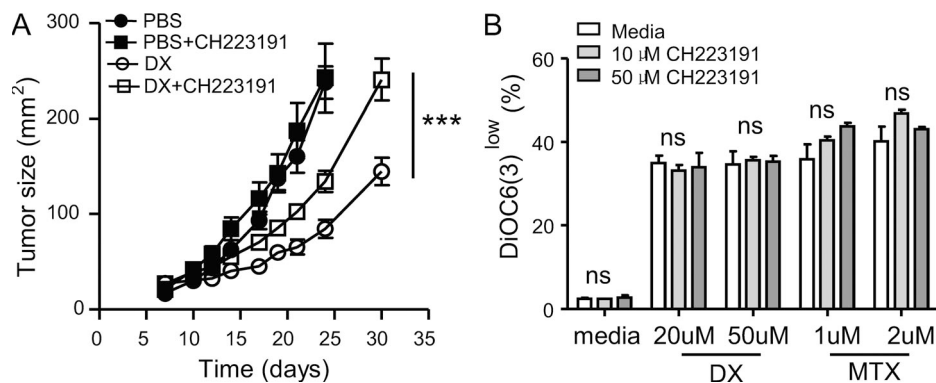 A
PBS
PBS+CH223191
DX
DX+CH223191
Tumor size (mm²)
300
200
100
0
***
0 5 10 15 20 25 30 35
Time (days)
B
Media
10 µM CH223191
50 µM CH223191
DiOC6(3)low (%)
60
40
20
0
ns
ns
ns
ns
ns
media 20uM 50uM 1uM 2uM
DX MTX